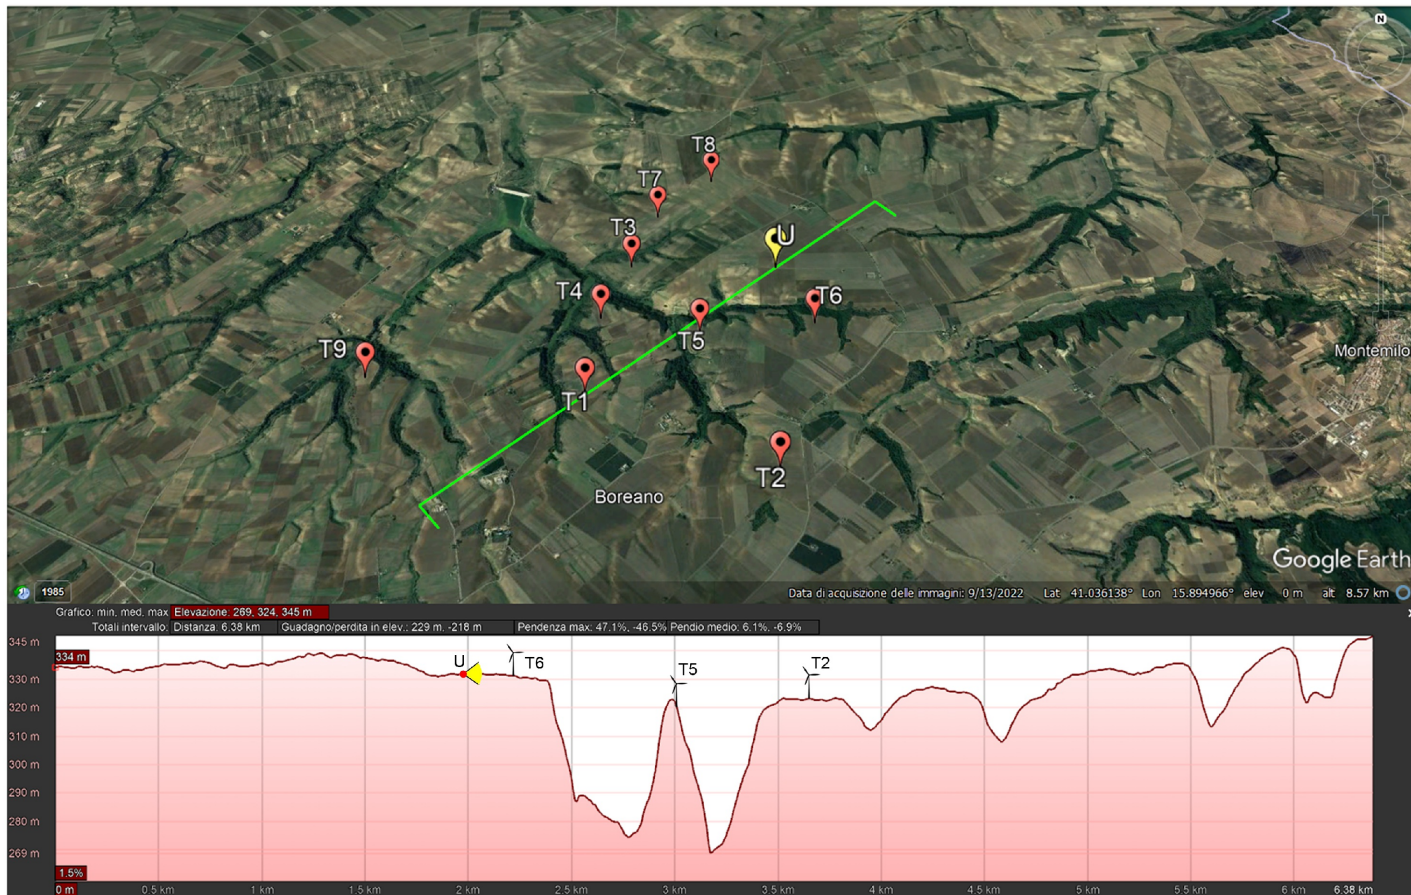 N
T8
T7
T3
U
T4
T6
T5
T9
Montemilo
T1
T2
Boreano
Google Earth
1985
Data di acquisizione delle immagini: 9/13/2022 Lat 41.036138° Lon 15.894966° elev 0 m alt 8.57 km
Grafico: min, med, max Elevazione: 269, 324, 345 m
Totali intervallo: Distanza: 6.38 km Guadagno/perdita in elev.: 229 m, -218 m Pendenza max: 47.1%, -46.5% Pendio medio: 6.1%, -6.9%
345 m
334 m
U
T6
T5
T2
330 m
320 m
310 m
300 m
290 m
280 m
269 m
1.5%
0 m 0.5 km 1 km 1.5 km 2 km 2.5 km 3 km 3.5 km 4 km 4.5 km 5 km 5.5 km 6 km 6.38 km